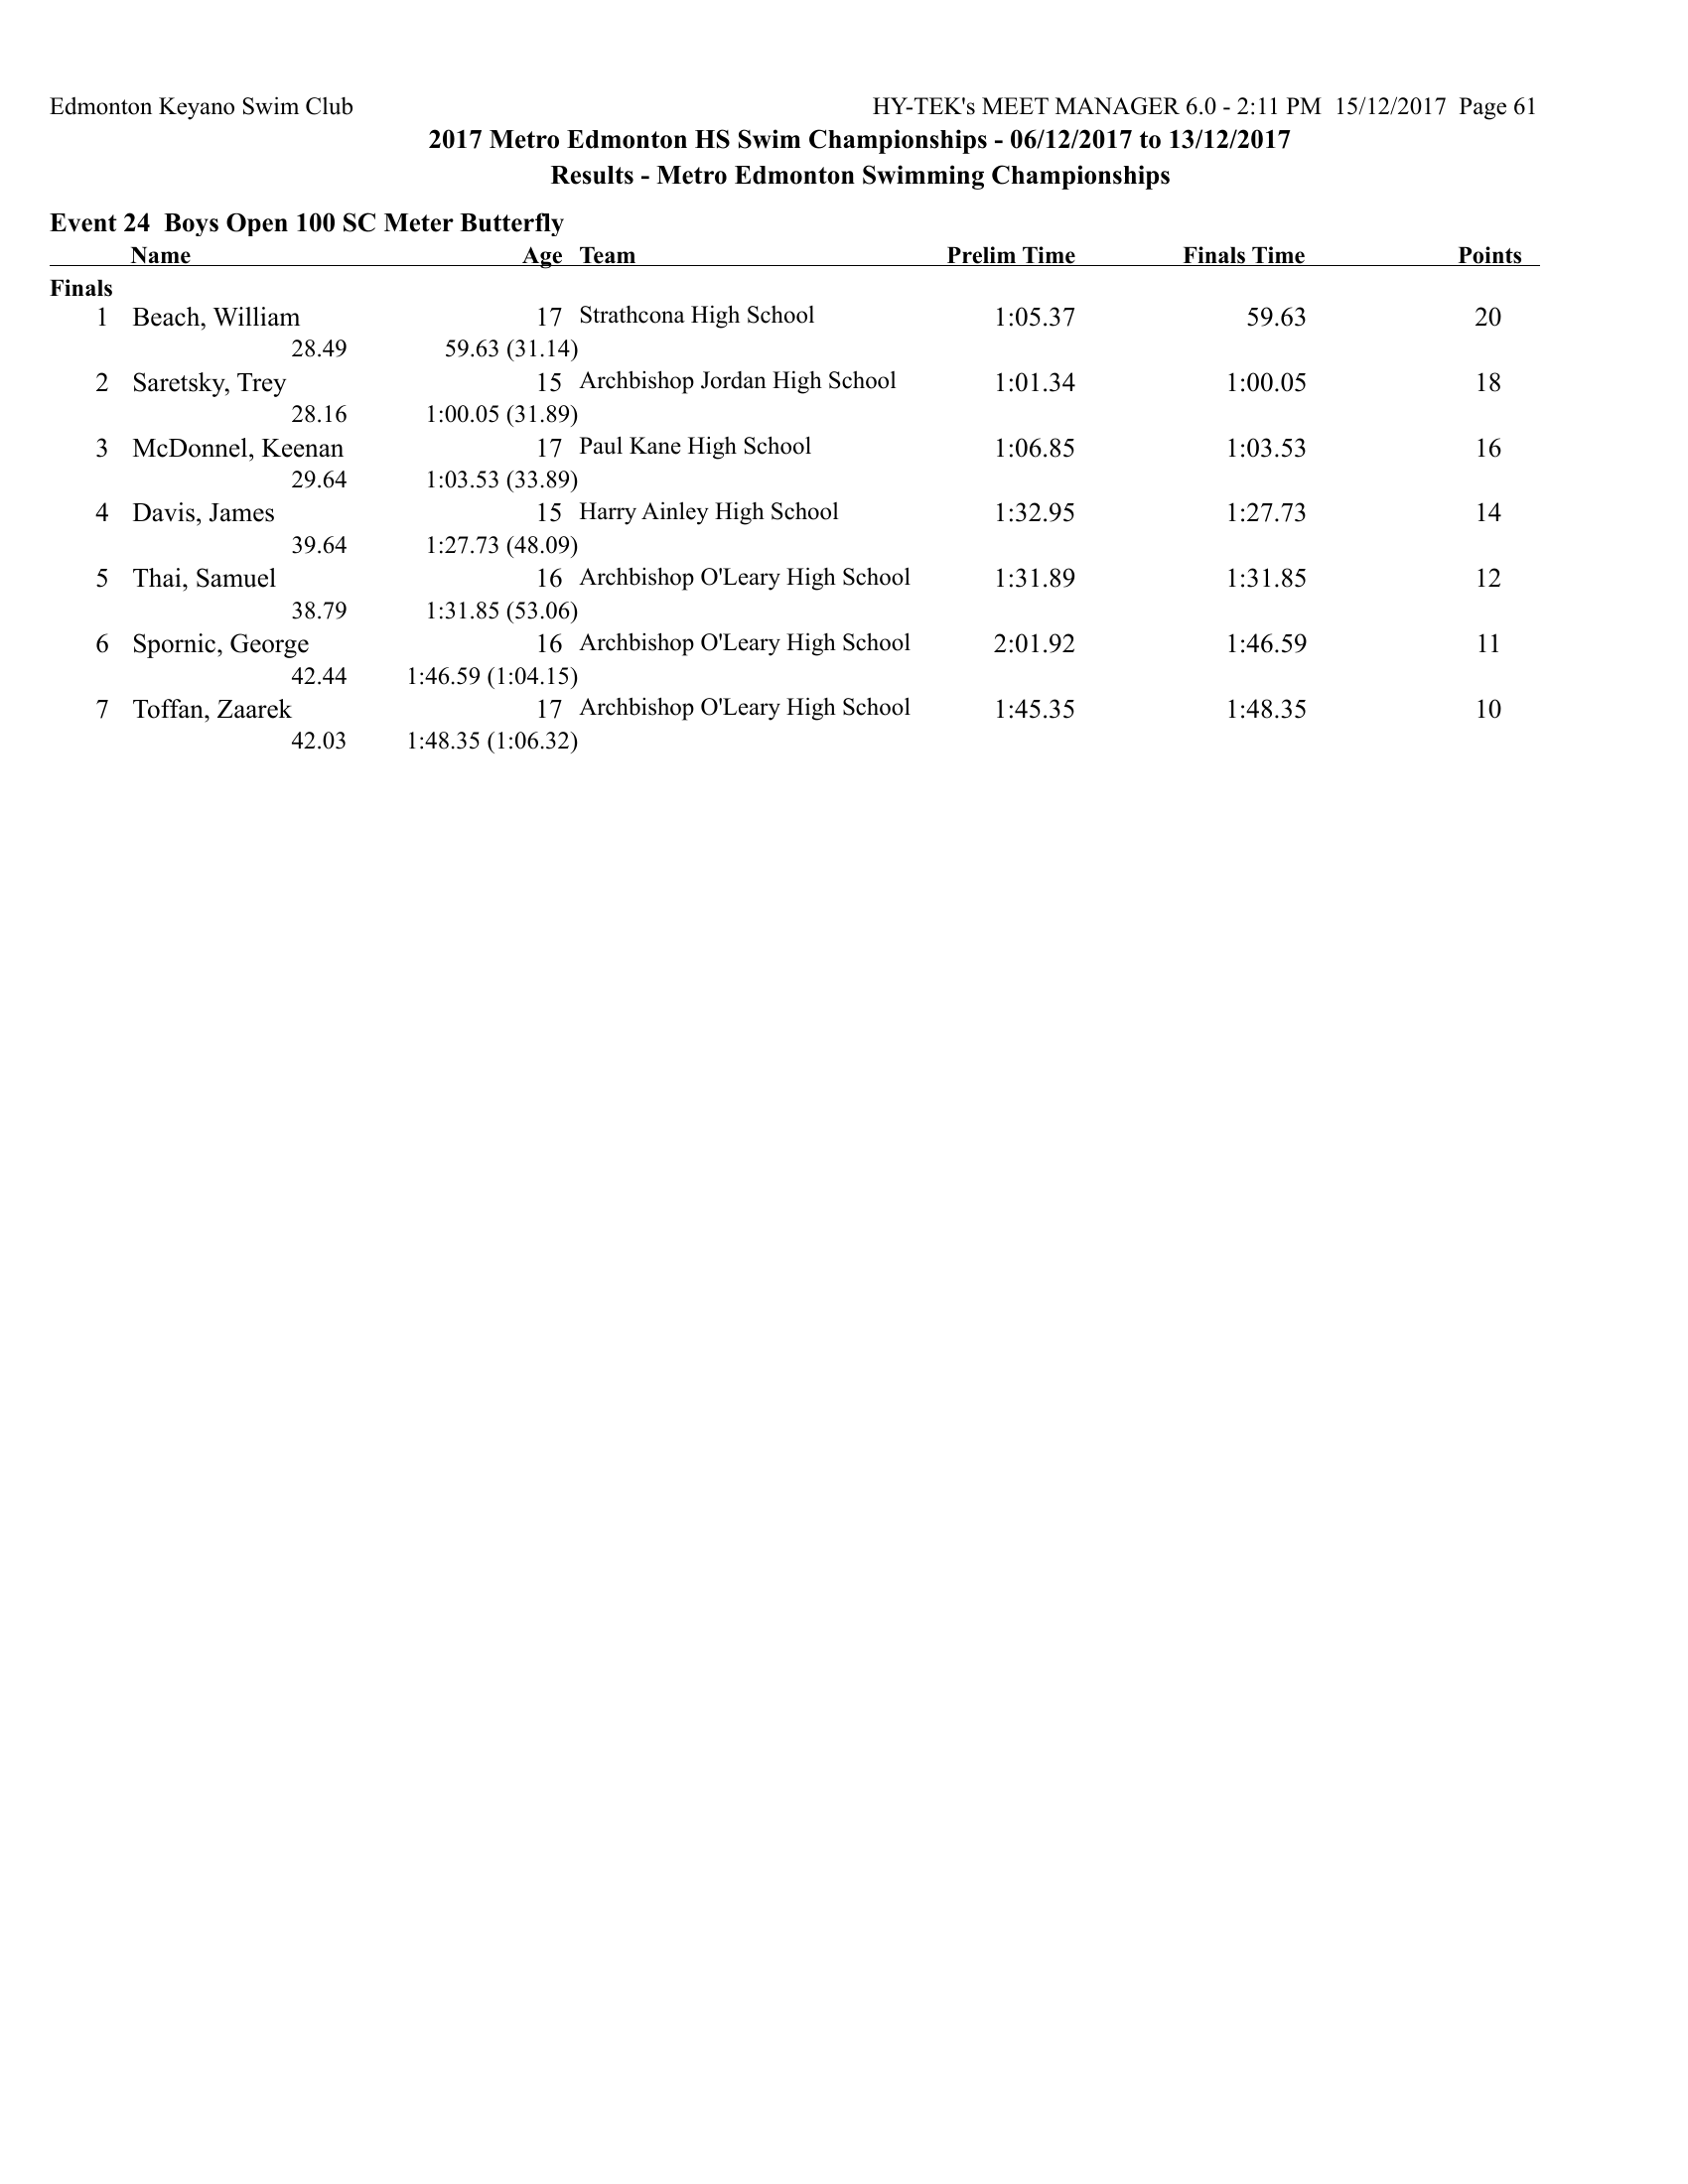 Edmonton Keyano Swim Club HY-TEK's MEET MANAGER 6.0 - 2:11 PM 15/12/2017 Page 61
2017 Metro Edmonton HS Swim Championships - 06/12/2017 to 13/12/2017
Results - Metro Edmonton Swimming Championships
Event 24 Boys Open 100 SC Meter Butterfly
Name Age Team Prelim Time Finals Time Points
Finals
1 Beach, William 17 Strathcona High School 1:05.37 59.63 20
28.49 59.63 (31.14)
2 Saretsky, Trey 15 Archbishop Jordan High School 1:01.34 1:00.05 18
28.16 1:00.05 (31.89)
3 McDonnel, Keenan 17 Paul Kane High School 1:06.85 1:03.53 16
29.64 1:03.53 (33.89)
4 Davis, James 15 Harry Ainley High School 1:32.95 1:27.73 14
39.64 1:27.73 (48.09)
5 Thai, Samuel 16 Archbishop O'Leary High School 1:31.89 1:31.85 12
38.79 1:31.85 (53.06)
6 Spornic, George 16 Archbishop O'Leary High School 2:01.92 1:46.59 11
42.44 1:46.59 (1:04.15)
7 Toffan, Zaarek 17 Archbishop O'Leary High School 1:45.35 1:48.35 10
42.03 1:48.35 (1:06.32)